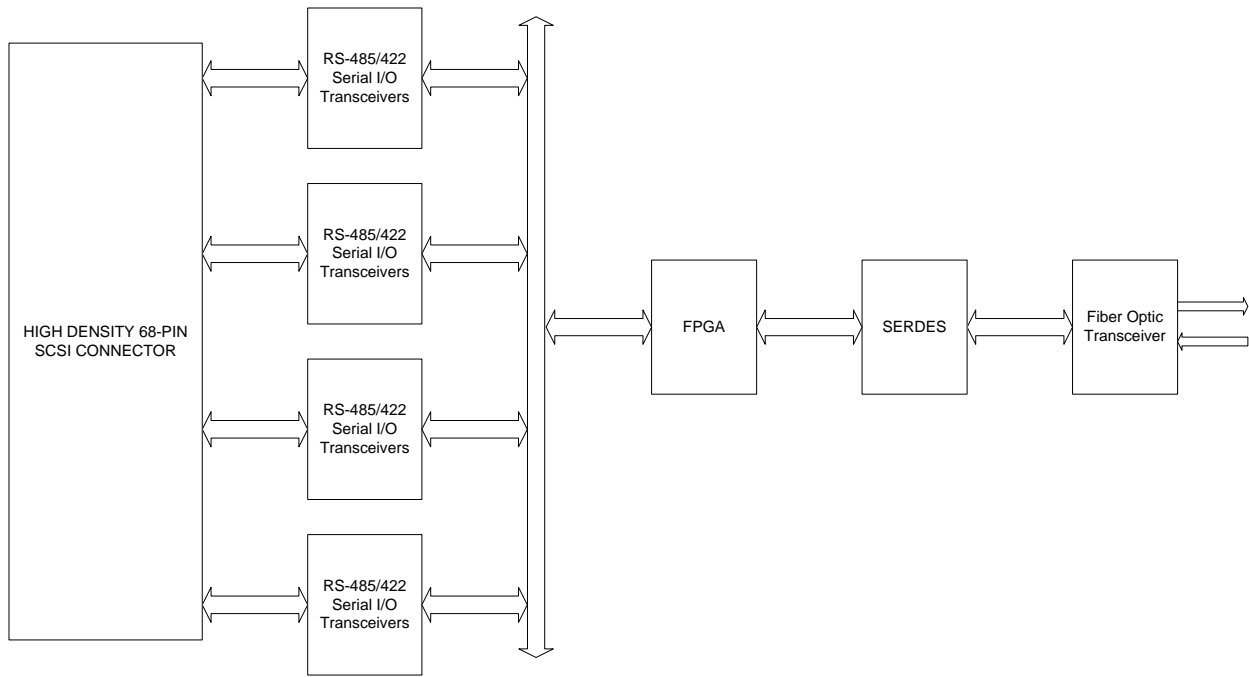 HIGH DENSITY 68-PIN
SCSI CONNECTOR
RS-485/422
Serial I/O
Transceivers
RS-485/422
Serial I/O
Transceivers
RS-485/422
Serial I/O
Transceivers
RS-485/422
Serial I/O
Transceivers
FPGA
SERDES
Fiber Optic
Transceiver